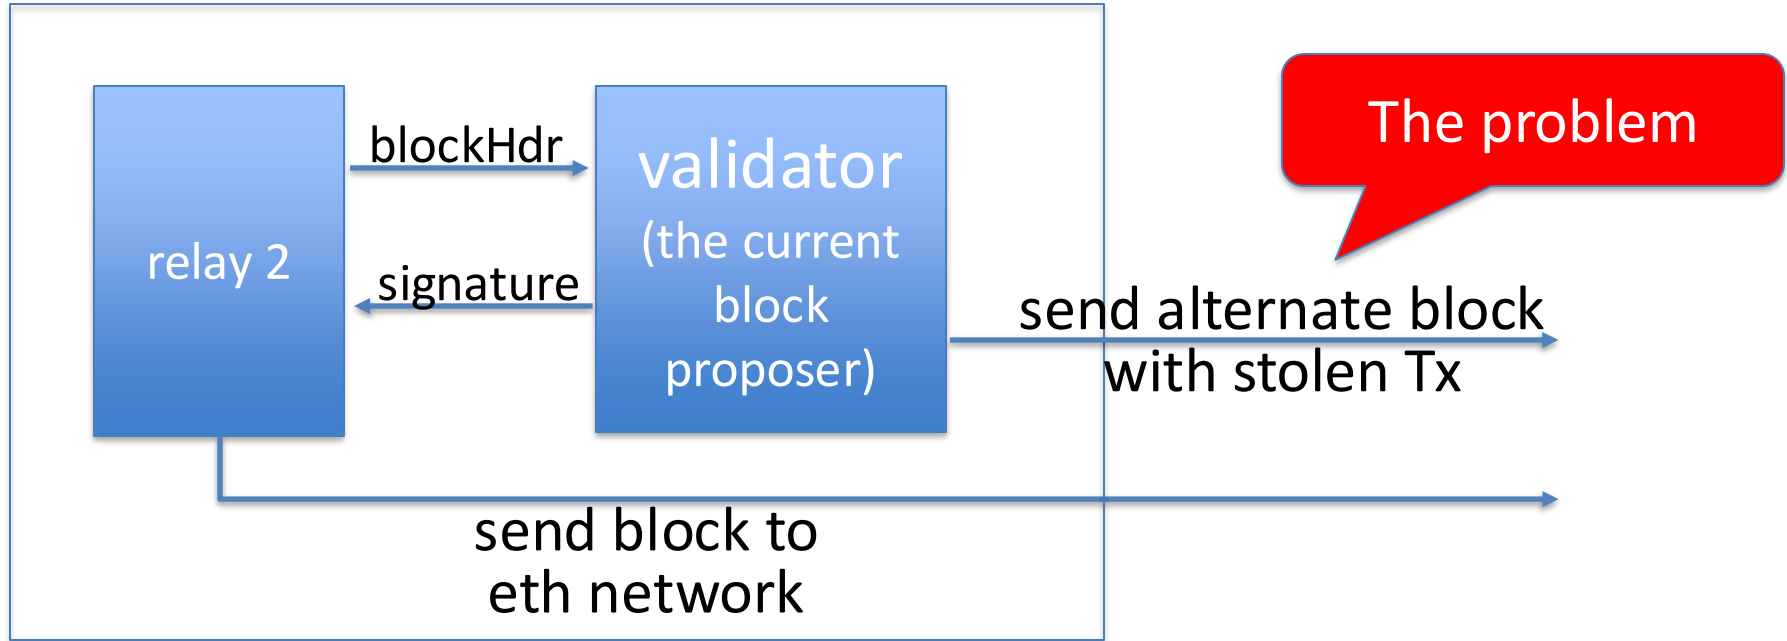 The problem
blockHdr
validator
(the current
block
proposer)
relay 2
signature
send alternate block
with stolen Tx
send block to
eth network